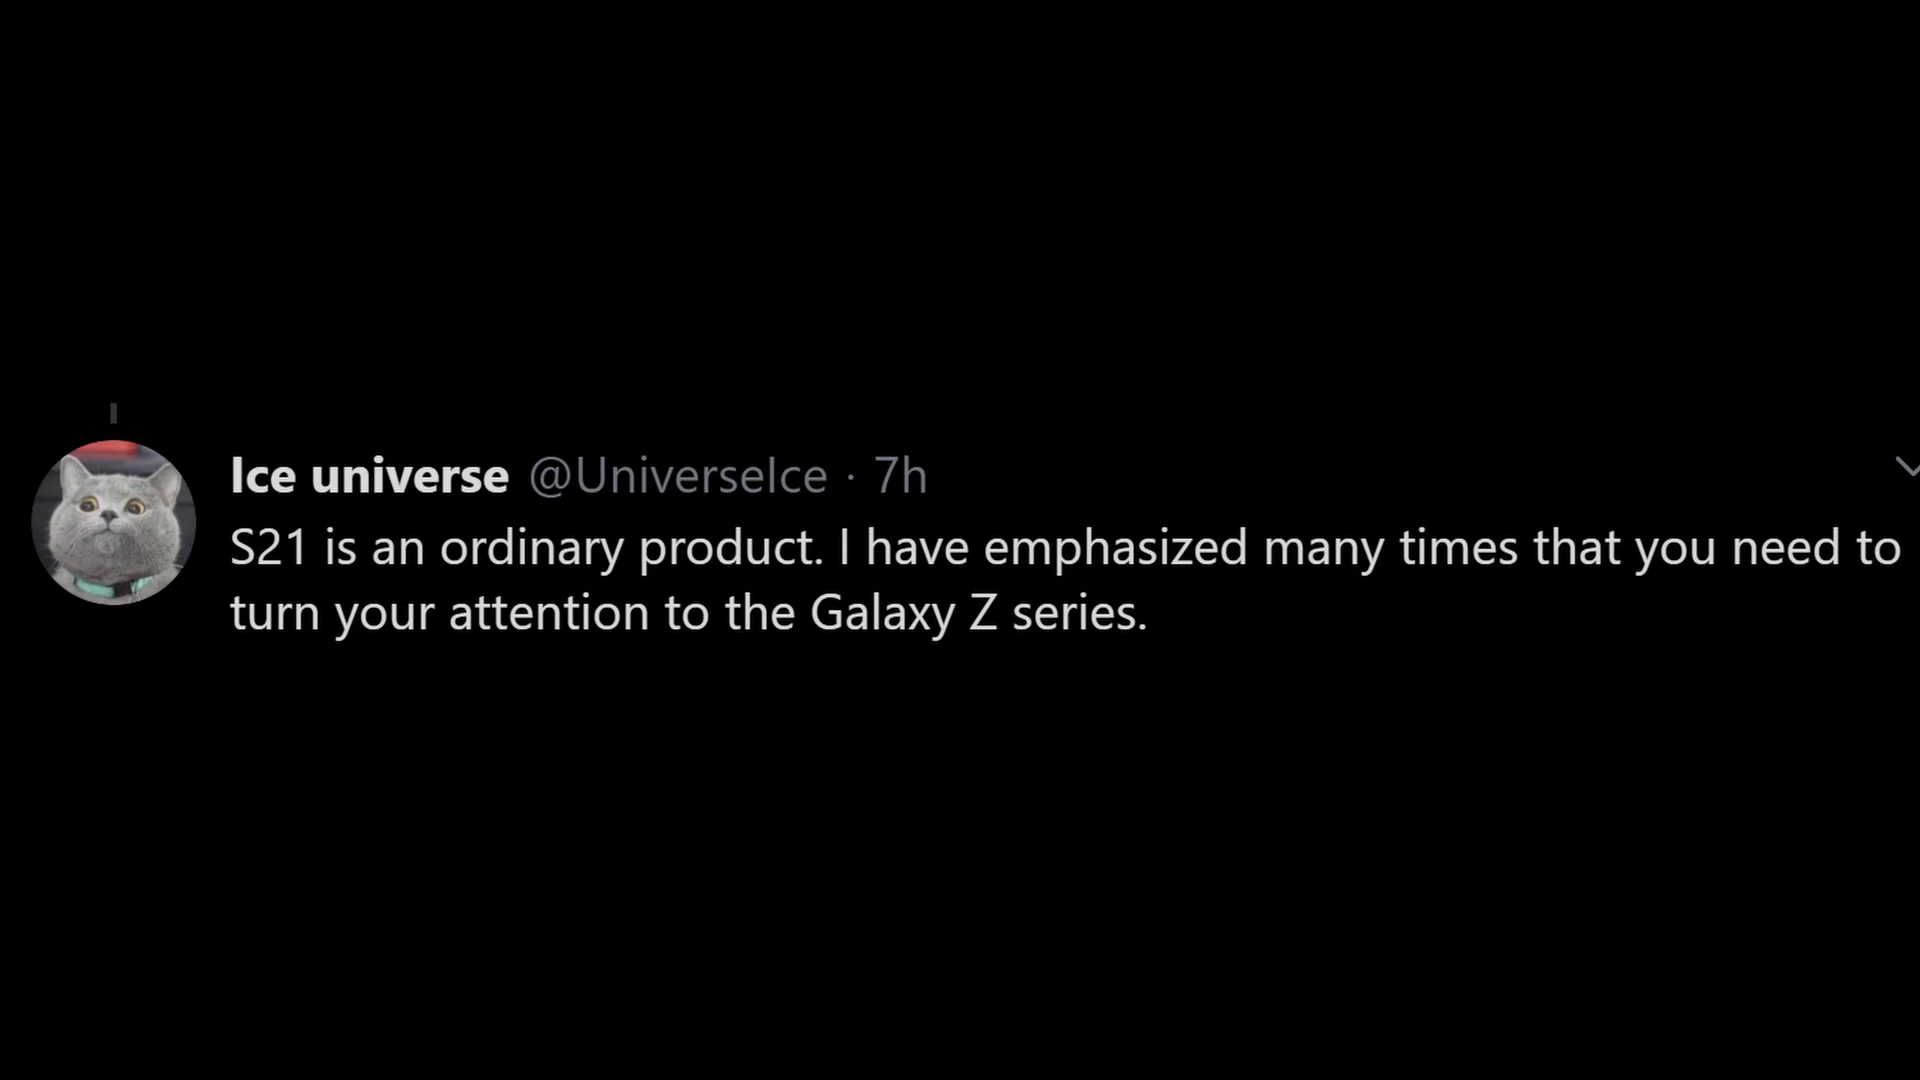 Ice universe @UniverseIce · 7h
S21 is an ordinary product. I have emphasized many times that you need to
turn your attention to the Galaxy Z series.